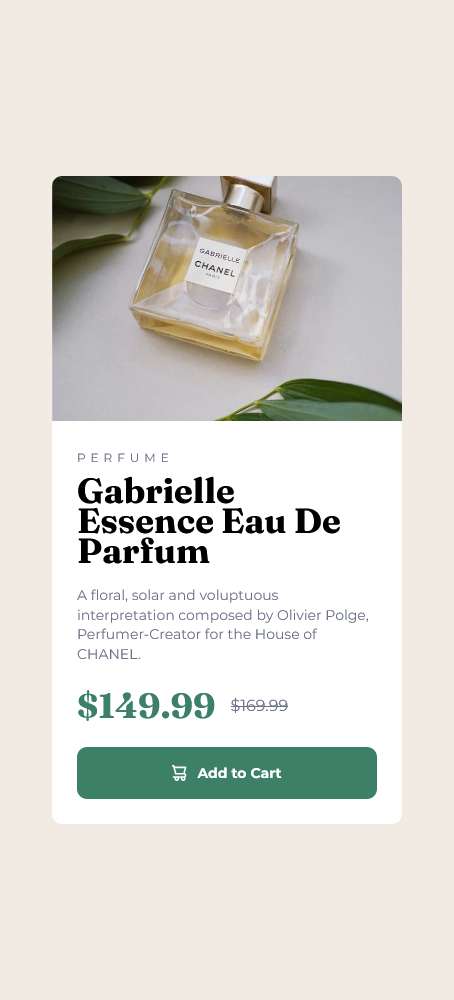 GABRIELLE
CHANEL
PARIS
PERFUME
Gabrielle
Essence Eau De
Parfum
A floral, solar and voluptuous
interpretation composed by Olivier Polge,
Perfumer-Creator for the House of
CHANEL.
$149.99 $169.99
Add to Cart